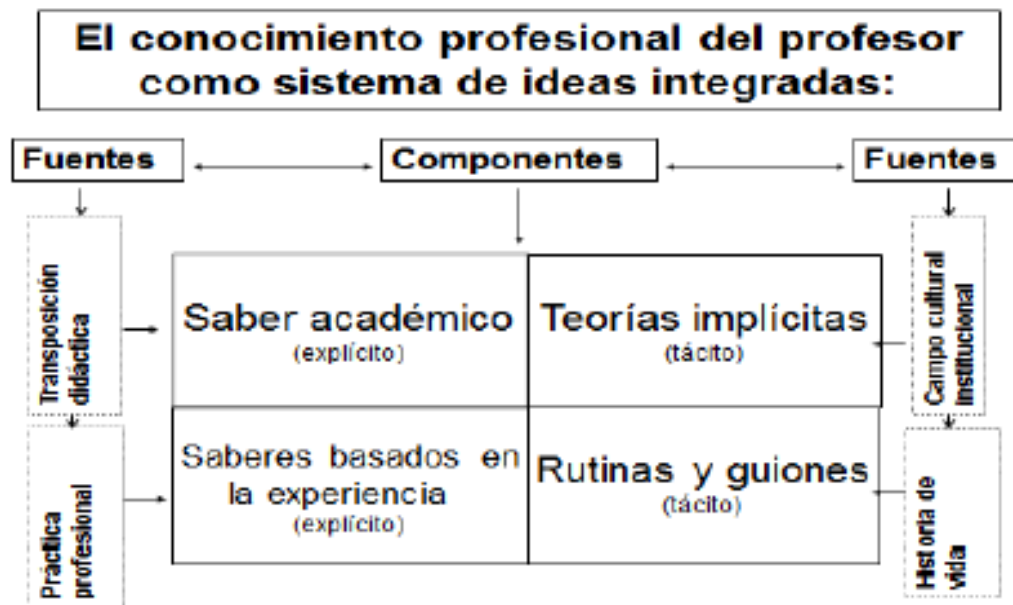 El conocimiento profesional del profesor
como sistema de ideas integradas:
Fuentes
Componentes
Fuentes
Transposición
didáctica
Saber académico
(explícito)
Teorías implícitas
(tácito)
Campo cultural
institucional
Práctica
profesional
Saberes basados en
la experiencia
(explícito)
Rutinas y guiones
(tácito)
Historia de
vida